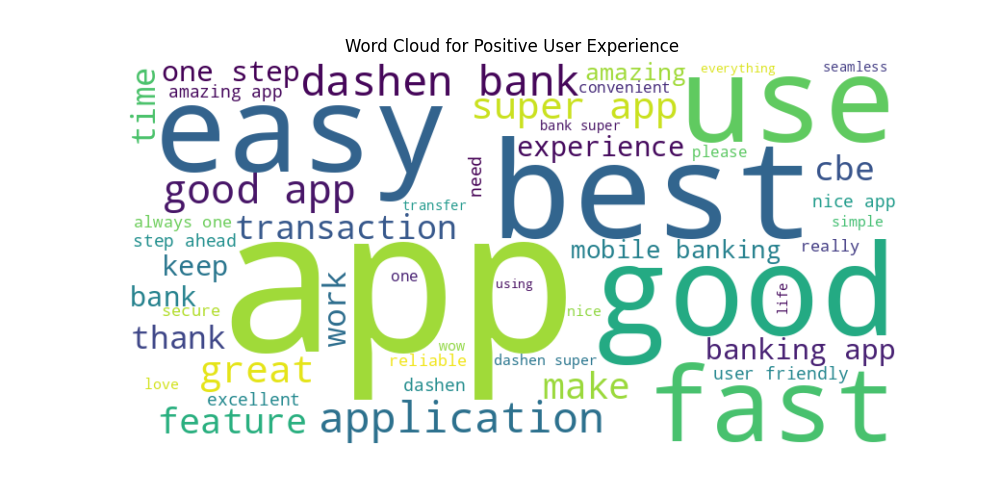 Word Cloud for Positive User Experience
time
one step
dashen bank
amazing
everything
seamless
amazing app
convenient
use
easy
super app
bank super
experience
please
best
cbe
need
good app
transfer
nice app
always one
transaction
simple
step ahead
mobile banking
really
keep
app
work
one
using
good
life
bank
secure
nice
thank
wow
banking app
great
reliable
dashen super
user friendly
love
dashen
make
fast
excellent
feature
application